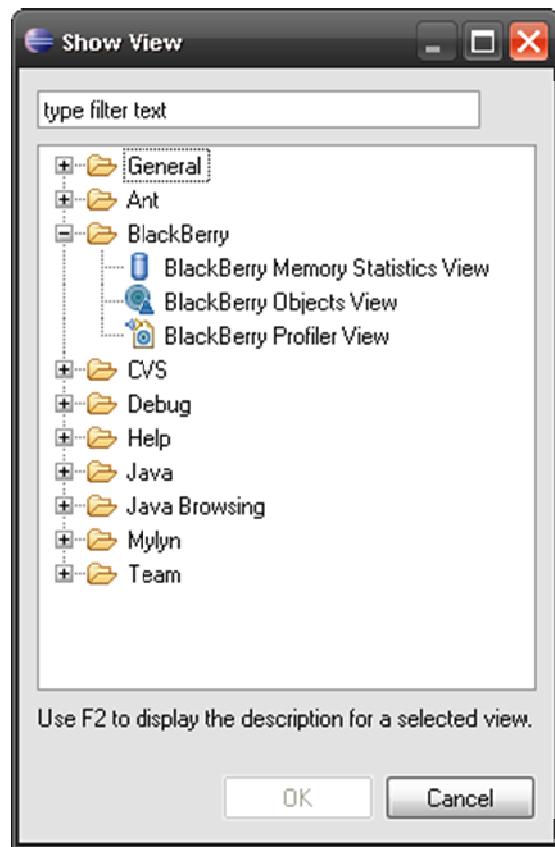 Show View
type filter text
General
Ant
BlackBerry
BlackBerry Memory Statistics View
BlackBerry Objects View
BlackBerry Profiler View
CVS
Debug
Help
Java
Java Browsing
Mylyn
Team
Use F2 to display the description for a selected view.
OK Cancel